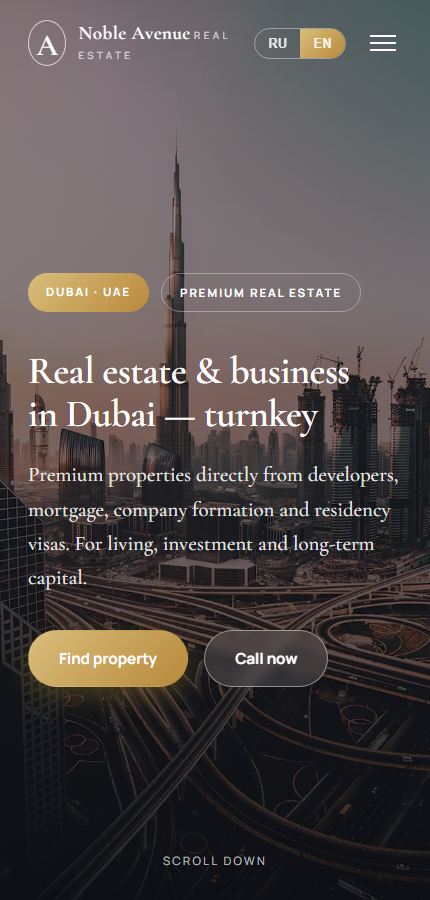 A
Noble Avenue REAL
ESTATE
RU EN
DUBAI · UAE
PREMIUM REAL ESTATE
Real estate & business
in Dubai — turnkey
Premium properties directly from developers,
mortgage, company formation and residency
visas. For living, investment and long-term
capital.
Find property
Call now
SCROLL DOWN